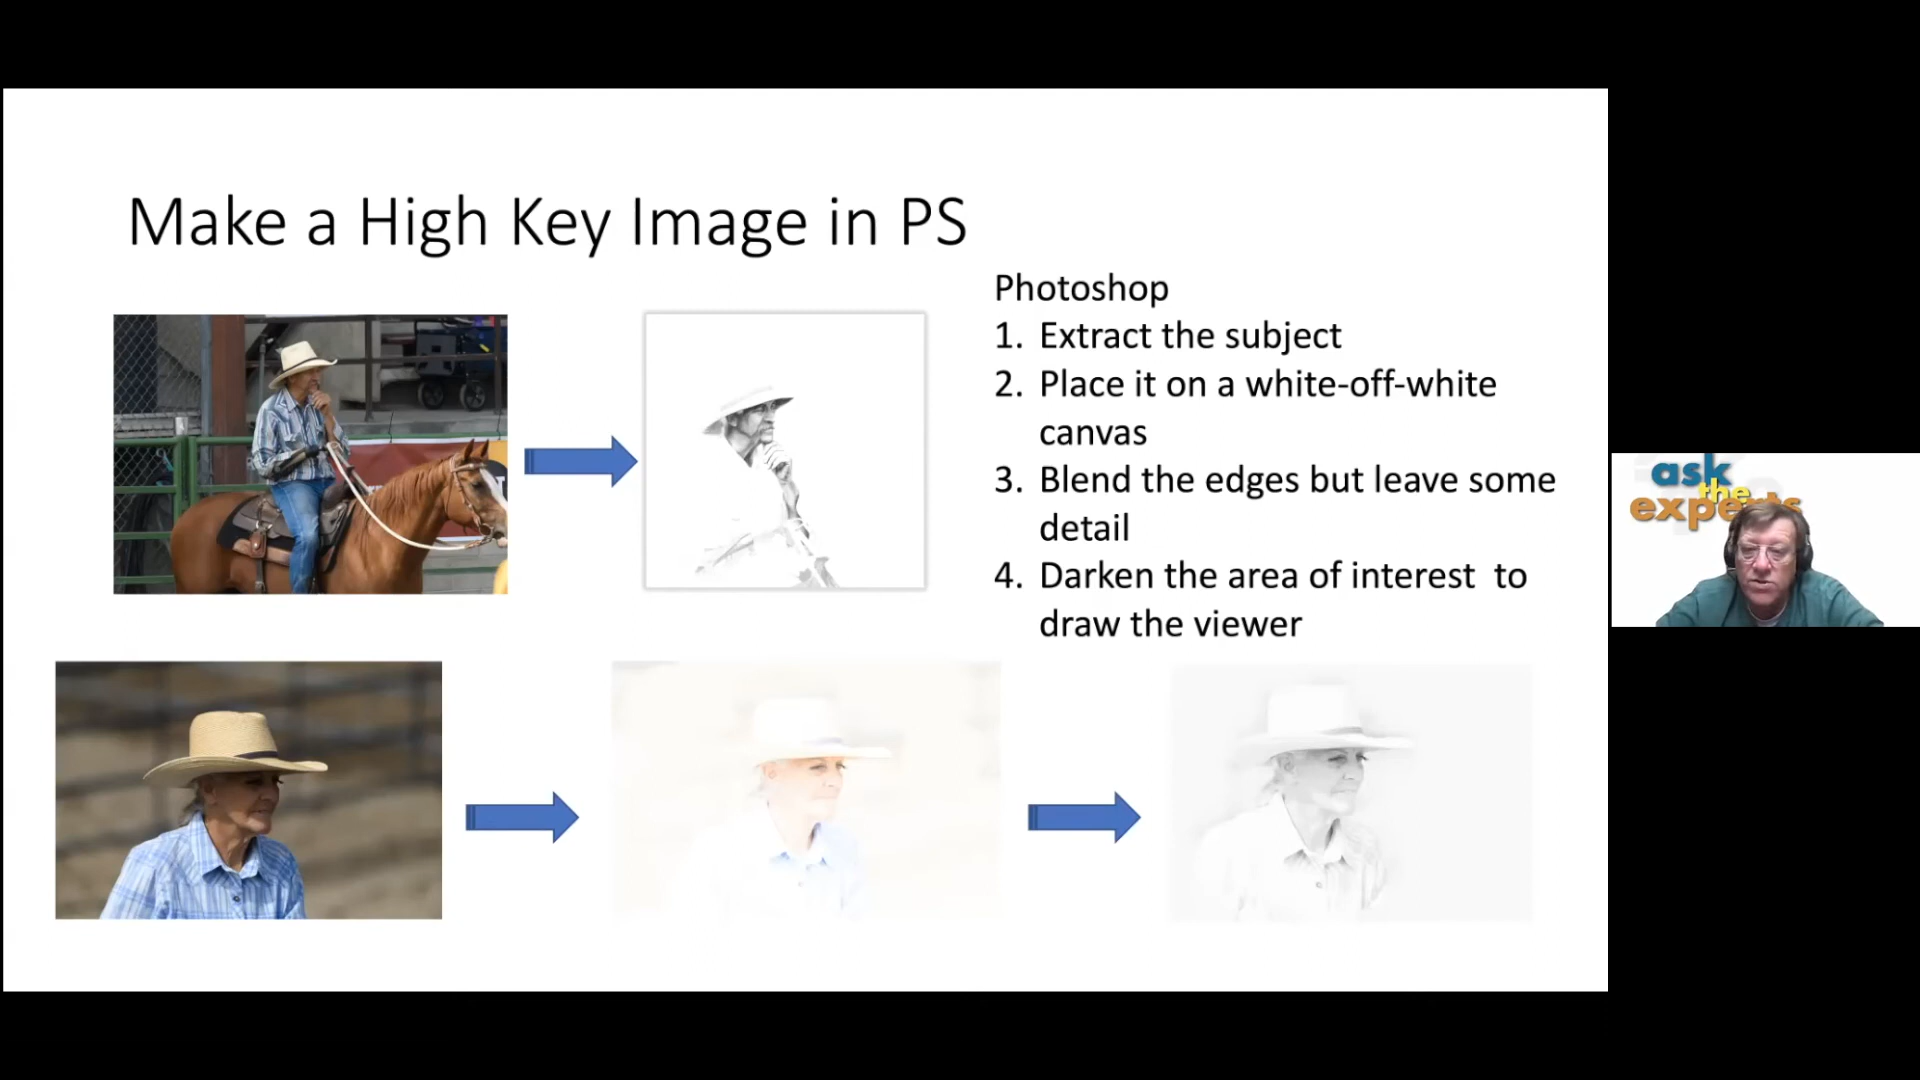 Make a High Key Image in PS
Photoshop
1. Extract the subject
2. Place it on a white-off-white
canvas
3. Blend the edges but leave some
detail
4. Darken the area of interest  to
draw the viewer
ask
the
experts